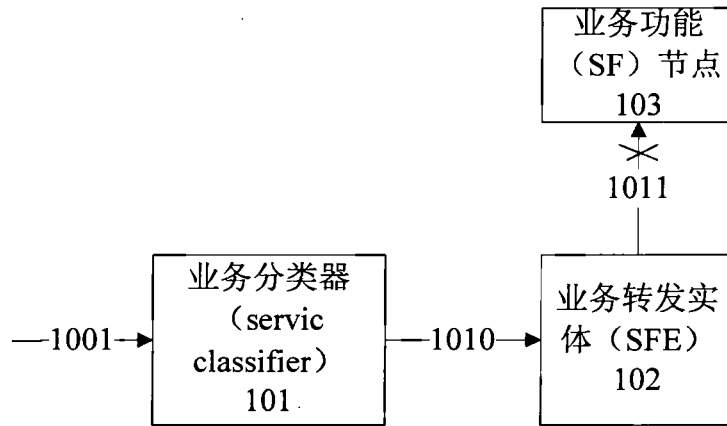 业务功能
（SF）节点
103
1011
业务分类器
（servic
classifier）
101
1001
1010
业务转发实
体（SFE）
102